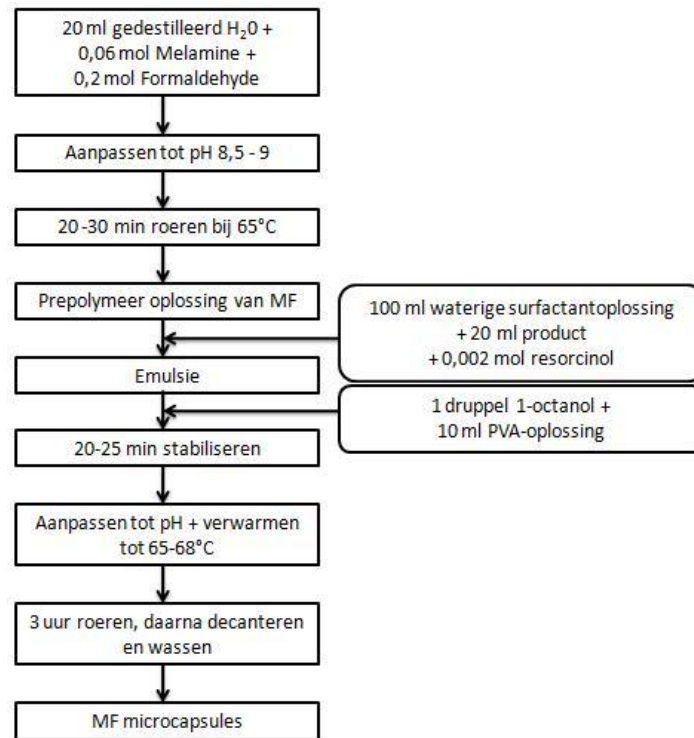 20 ml gedestilleerd H₂0 +
0,06 mol Melamine +
0,2 mol Formaldehyde
Aanpassen tot pH 8,5 - 9
20 -30 min roeren bij 65°C
Prepolymeer oplossing van MF
100 ml waterige surfactantoplossing
+ 20 ml product
+ 0,002 mol resorcinol
Emulsie
1 druppel 1-octanol +
10 ml PVA-oplossing
20-25 min stabiliseren
Aanpassen tot pH + verwarmen
tot 65-68°C
3 uur roeren, daarna decanteren
en wassen
MF microcapsules